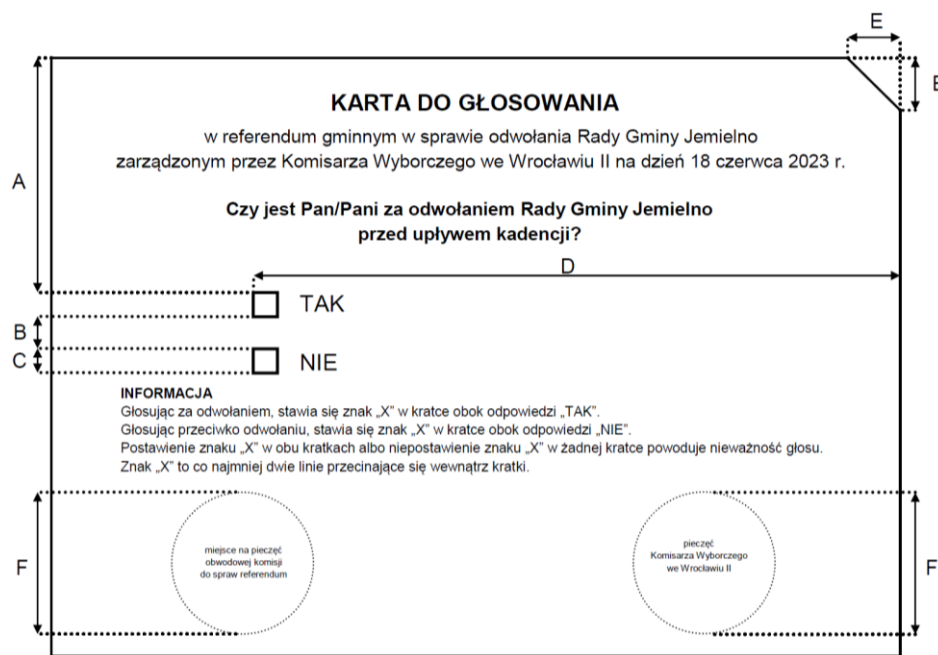 E
E
KARTA DO GŁOSOWANIA
w referendum gminnym w sprawie odwołania Rady Gminy Jemielno
zarządzonym przez Komisarza Wyborczego we Wrocławiu II na dzień 18 czerwca 2023 r.
A
Czy jest Pan/Pani za odwołaniem Rady Gminy Jemielno
przed upływem kadencji?
D
TAK
B
C
NIE
INFORMACJA
Głosując za odwołaniem, stawia się znak „X” w kratce obok odpowiedzi „TAK”.
Głosując przeciwko odwołaniu, stawia się znak „X” w kratce obok odpowiedzi „NIE”.
Postawienie znaku „X” w obu kratkach albo niepostawienie znaku „X” w żadnej kratce powoduje nieważność głosu.
Znak „X” to co najmniej dwie linie przecinające się wewnątrz kratki.
F
miejsce na pieczęć
obwodowej komisji
do spraw referendum
pieczęć
Komisarza Wyborczego
we Wrocławiu II
F